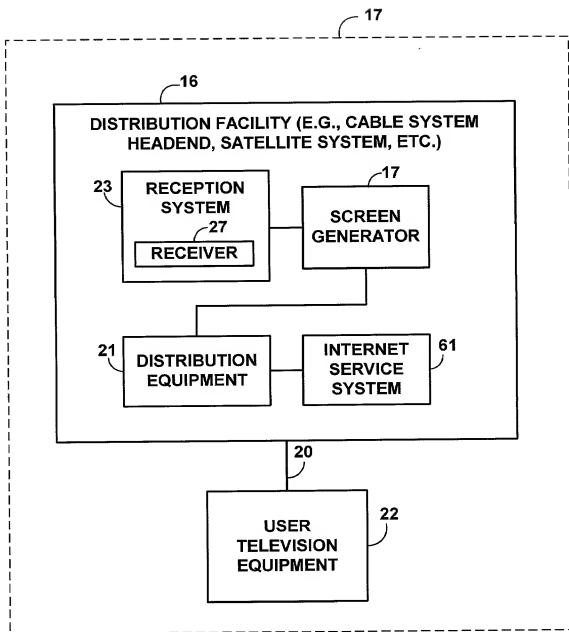 17
16
DISTRIBUTION FACILITY (E.G., CABLE SYSTEM
HEADEND, SATELLITE SYSTEM, ETC.)
23
RECEPTION
SYSTEM
27
RECEIVER
17
SCREEN
GENERATOR
21
DISTRIBUTION
EQUIPMENT
INTERNET
SERVICE
SYSTEM
61
20
USER
TELEVISION
EQUIPMENT
22